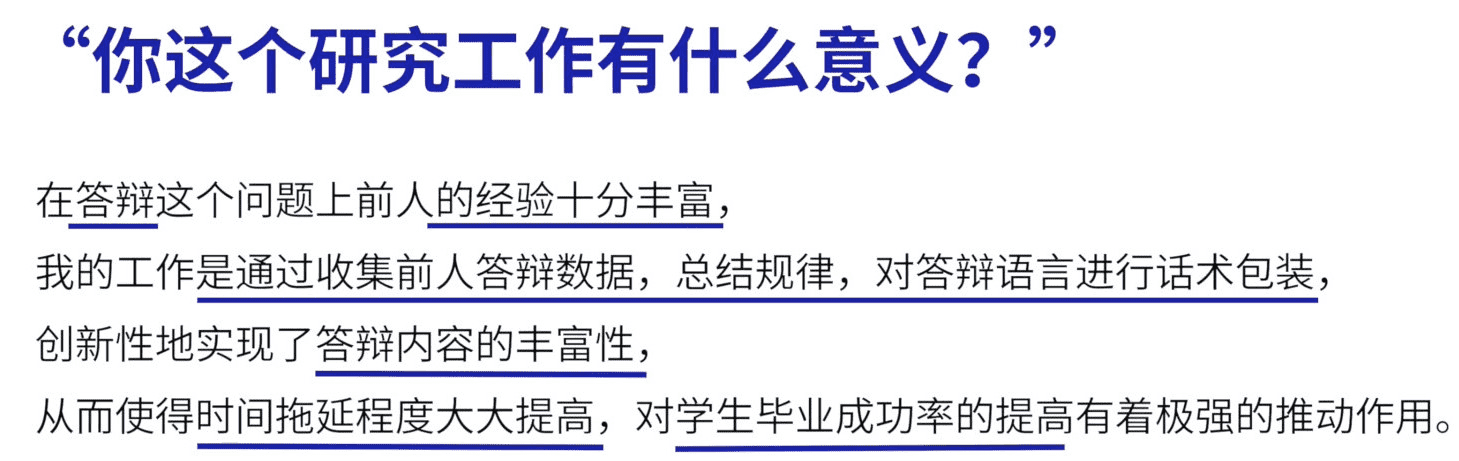 “你这个研究工作有什么意义？”
在答辩这个问题上前人的经验十分丰富，
我的工作是通过收集前人答辩数据，总结规律，对答辩语言进行话术包装，
创新性地实现了答辩内容的丰富性，
从而使得时间拖延程度大大提高，对学生毕业成功率的提高有着极强的推动作用。